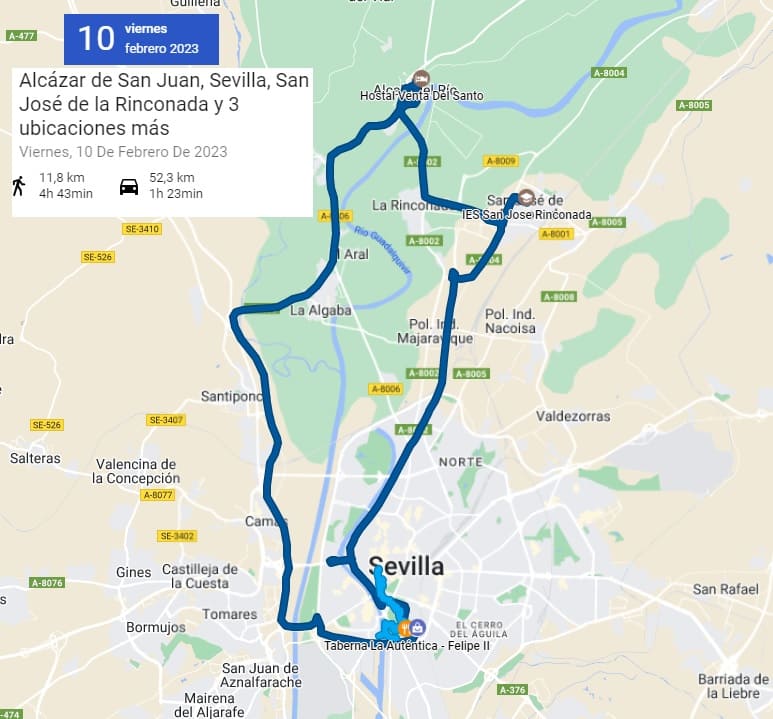 Guillena
A-477
10 viernes
febrero 2023
Alcázar de San Juan, Sevilla, San
José de la Rinconada y 3
ubicaciones más
Viernes, 10 De Febrero De 2023
11,8 km
4h 43min
52,3 km
1h 23min
A-8004
A-8005
Hostal Venta Del Santo
A-8002
A-8009
La Rinconada
San José de
IES San Jose Rinconada
A-8006
SE-3410
A-8002
A-8005
A-8001
Río Guadalquivir
SE-526
El Aral
A-8004
A-8008
La Algaba
Pol. Ind.
Nacoisa
Pol. Ind.
Majaravique
A-8002
A-8005
A-8006
Santiponce
SE-526
SE-3407
A-8002
Valdezorras
Salteras
Valencina de
la Concepción
NORTE
A-8077
Camas
SE-3402
Sevilla
Gines
Castilleja de
la Cuesta
A-8076
San Rafael
Tomares
Bormujos
EL CERRO
DEL ÁGUILA
Taberna La Auténtica - Felipe II
San Juan de
Aznalfarache
Mairena
del Aljarafe
A-376
Barriada de
la Liebre
A-474